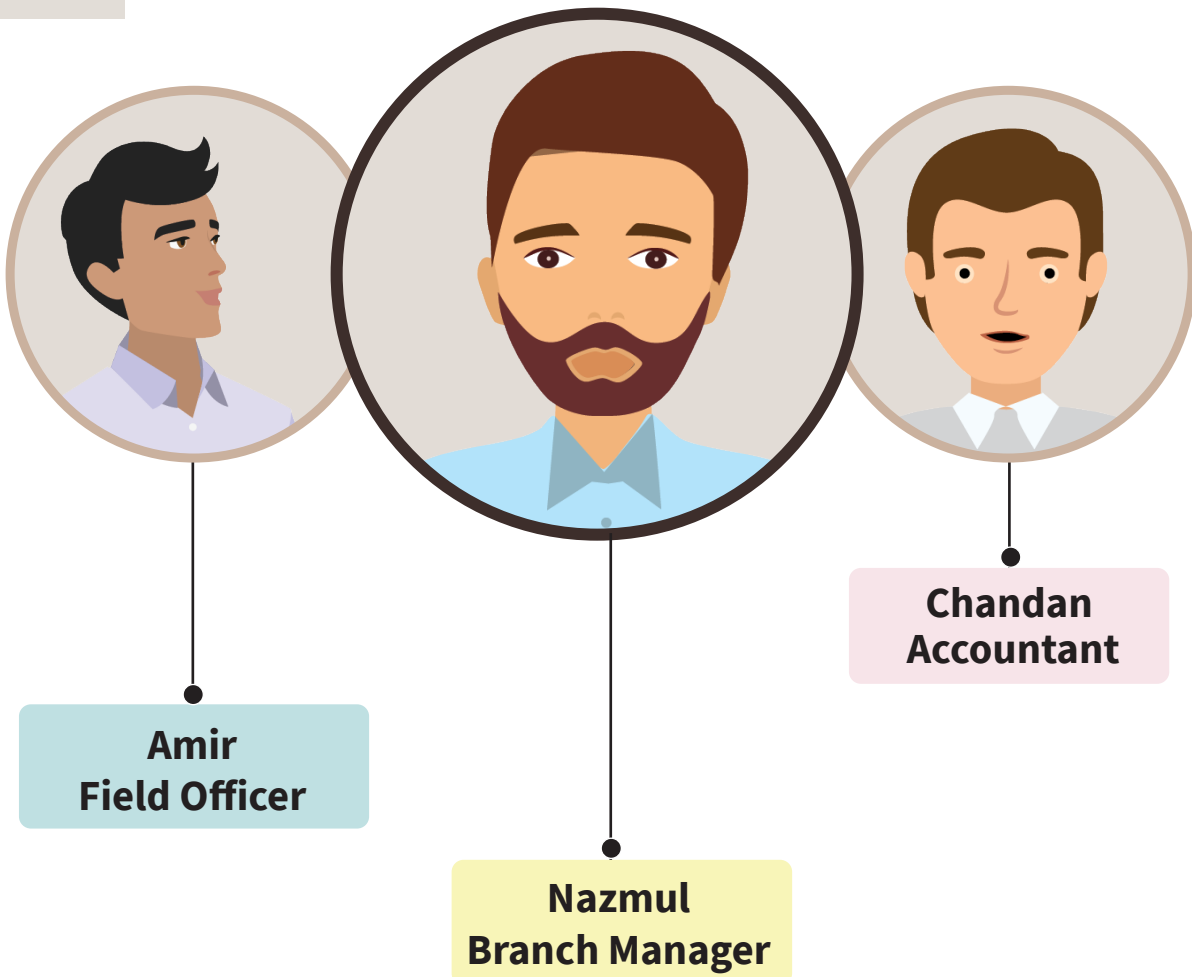 Chandan
Accountant
Amir
Field Officer
Nazmul
Branch Manager